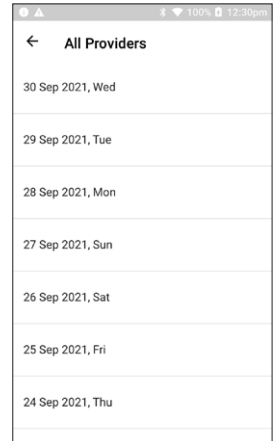 100% 12:30pm
All Providers
30 Sep 2021, Wed
29 Sep 2021, Tue
28 Sep 2021, Mon
27 Sep 2021, Sun
26 Sep 2021, Sat
25 Sep 2021, Fri
24 Sep 2021, Thu